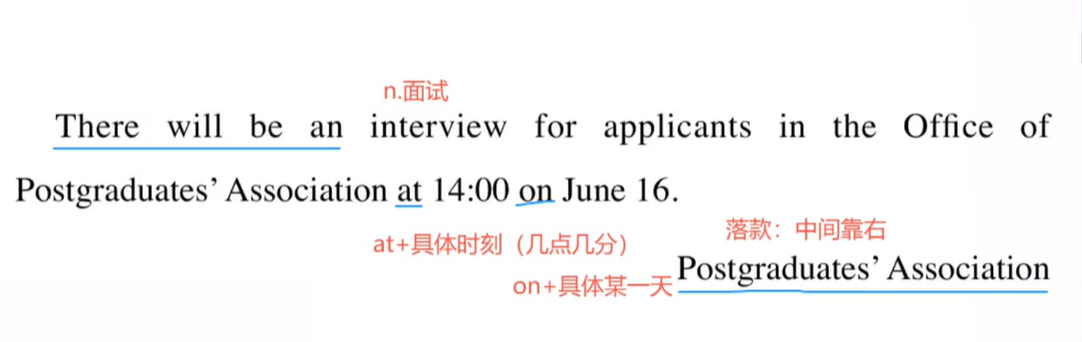 n.面试
There will be an interview for applicants in the Office of
Postgraduates’ Association at 14:00 on June 16.
落款：中间靠右
at+具体时刻（几点几分）
Postgraduates’ Association
on+具体某一天